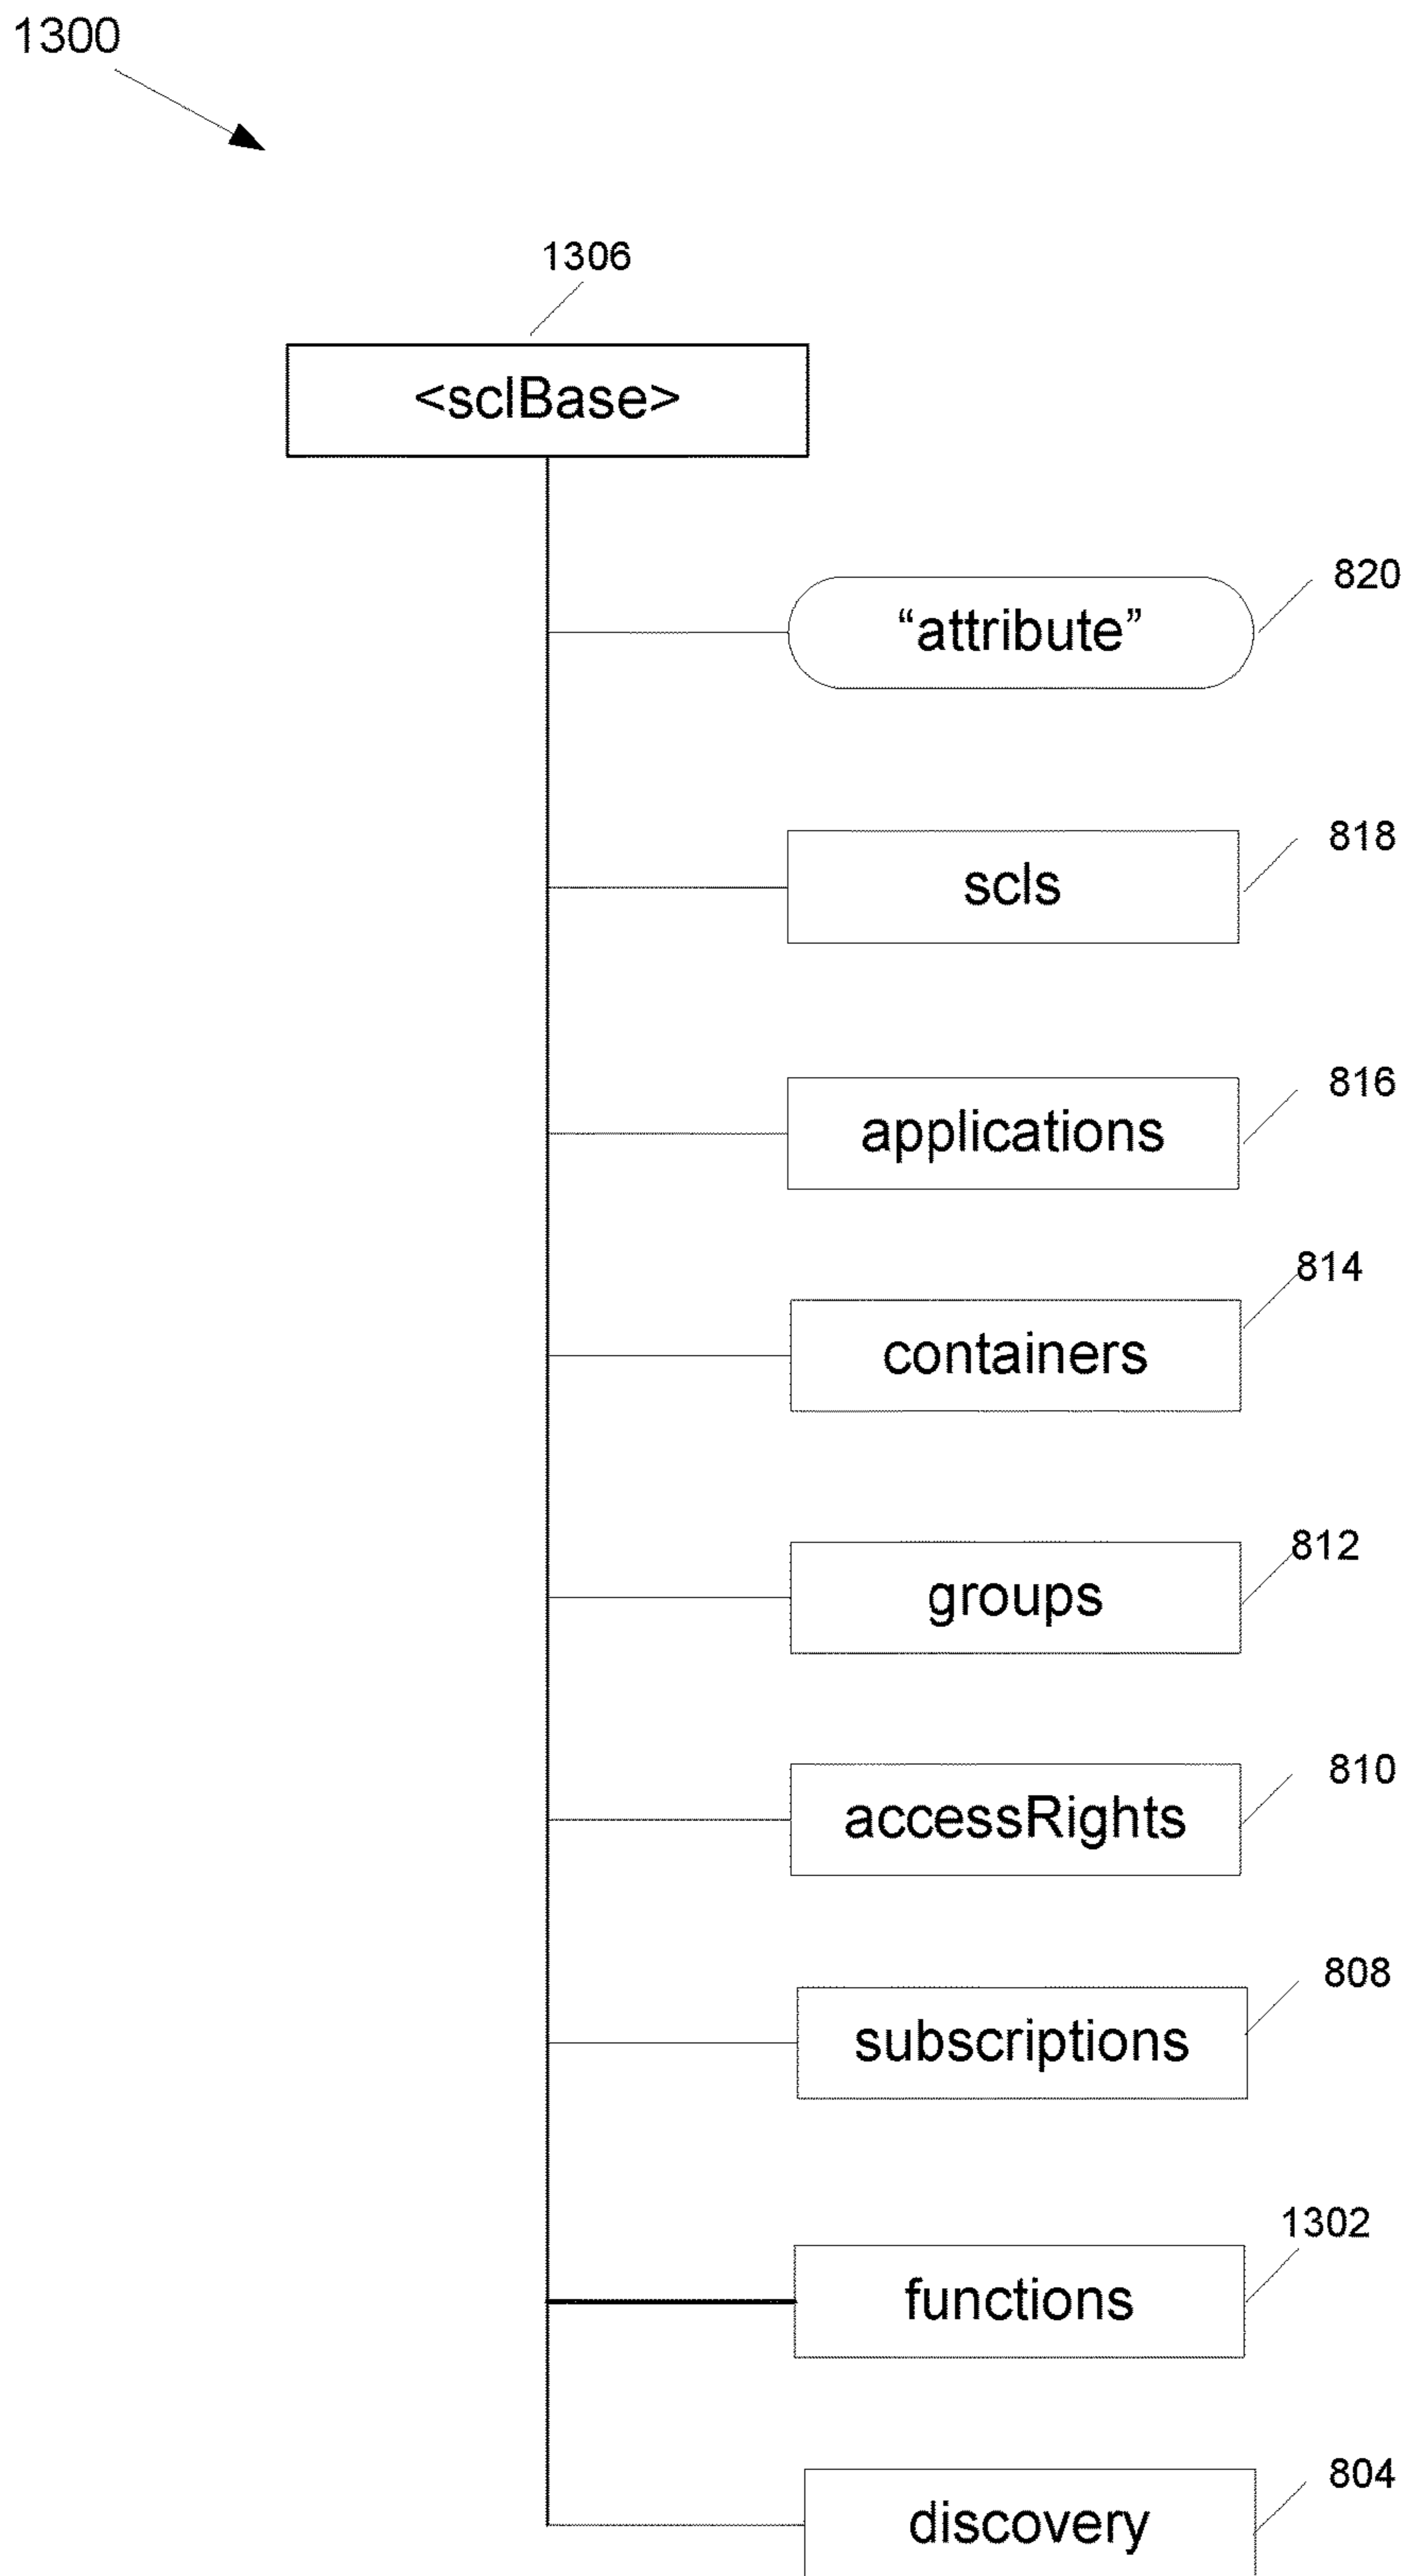 1300
1306
<sclBase>
820
“attribute”
818
scls
816
applications
814
containers
812
groups
810
accessRights
808
subscriptions
1302
functions
804
discovery